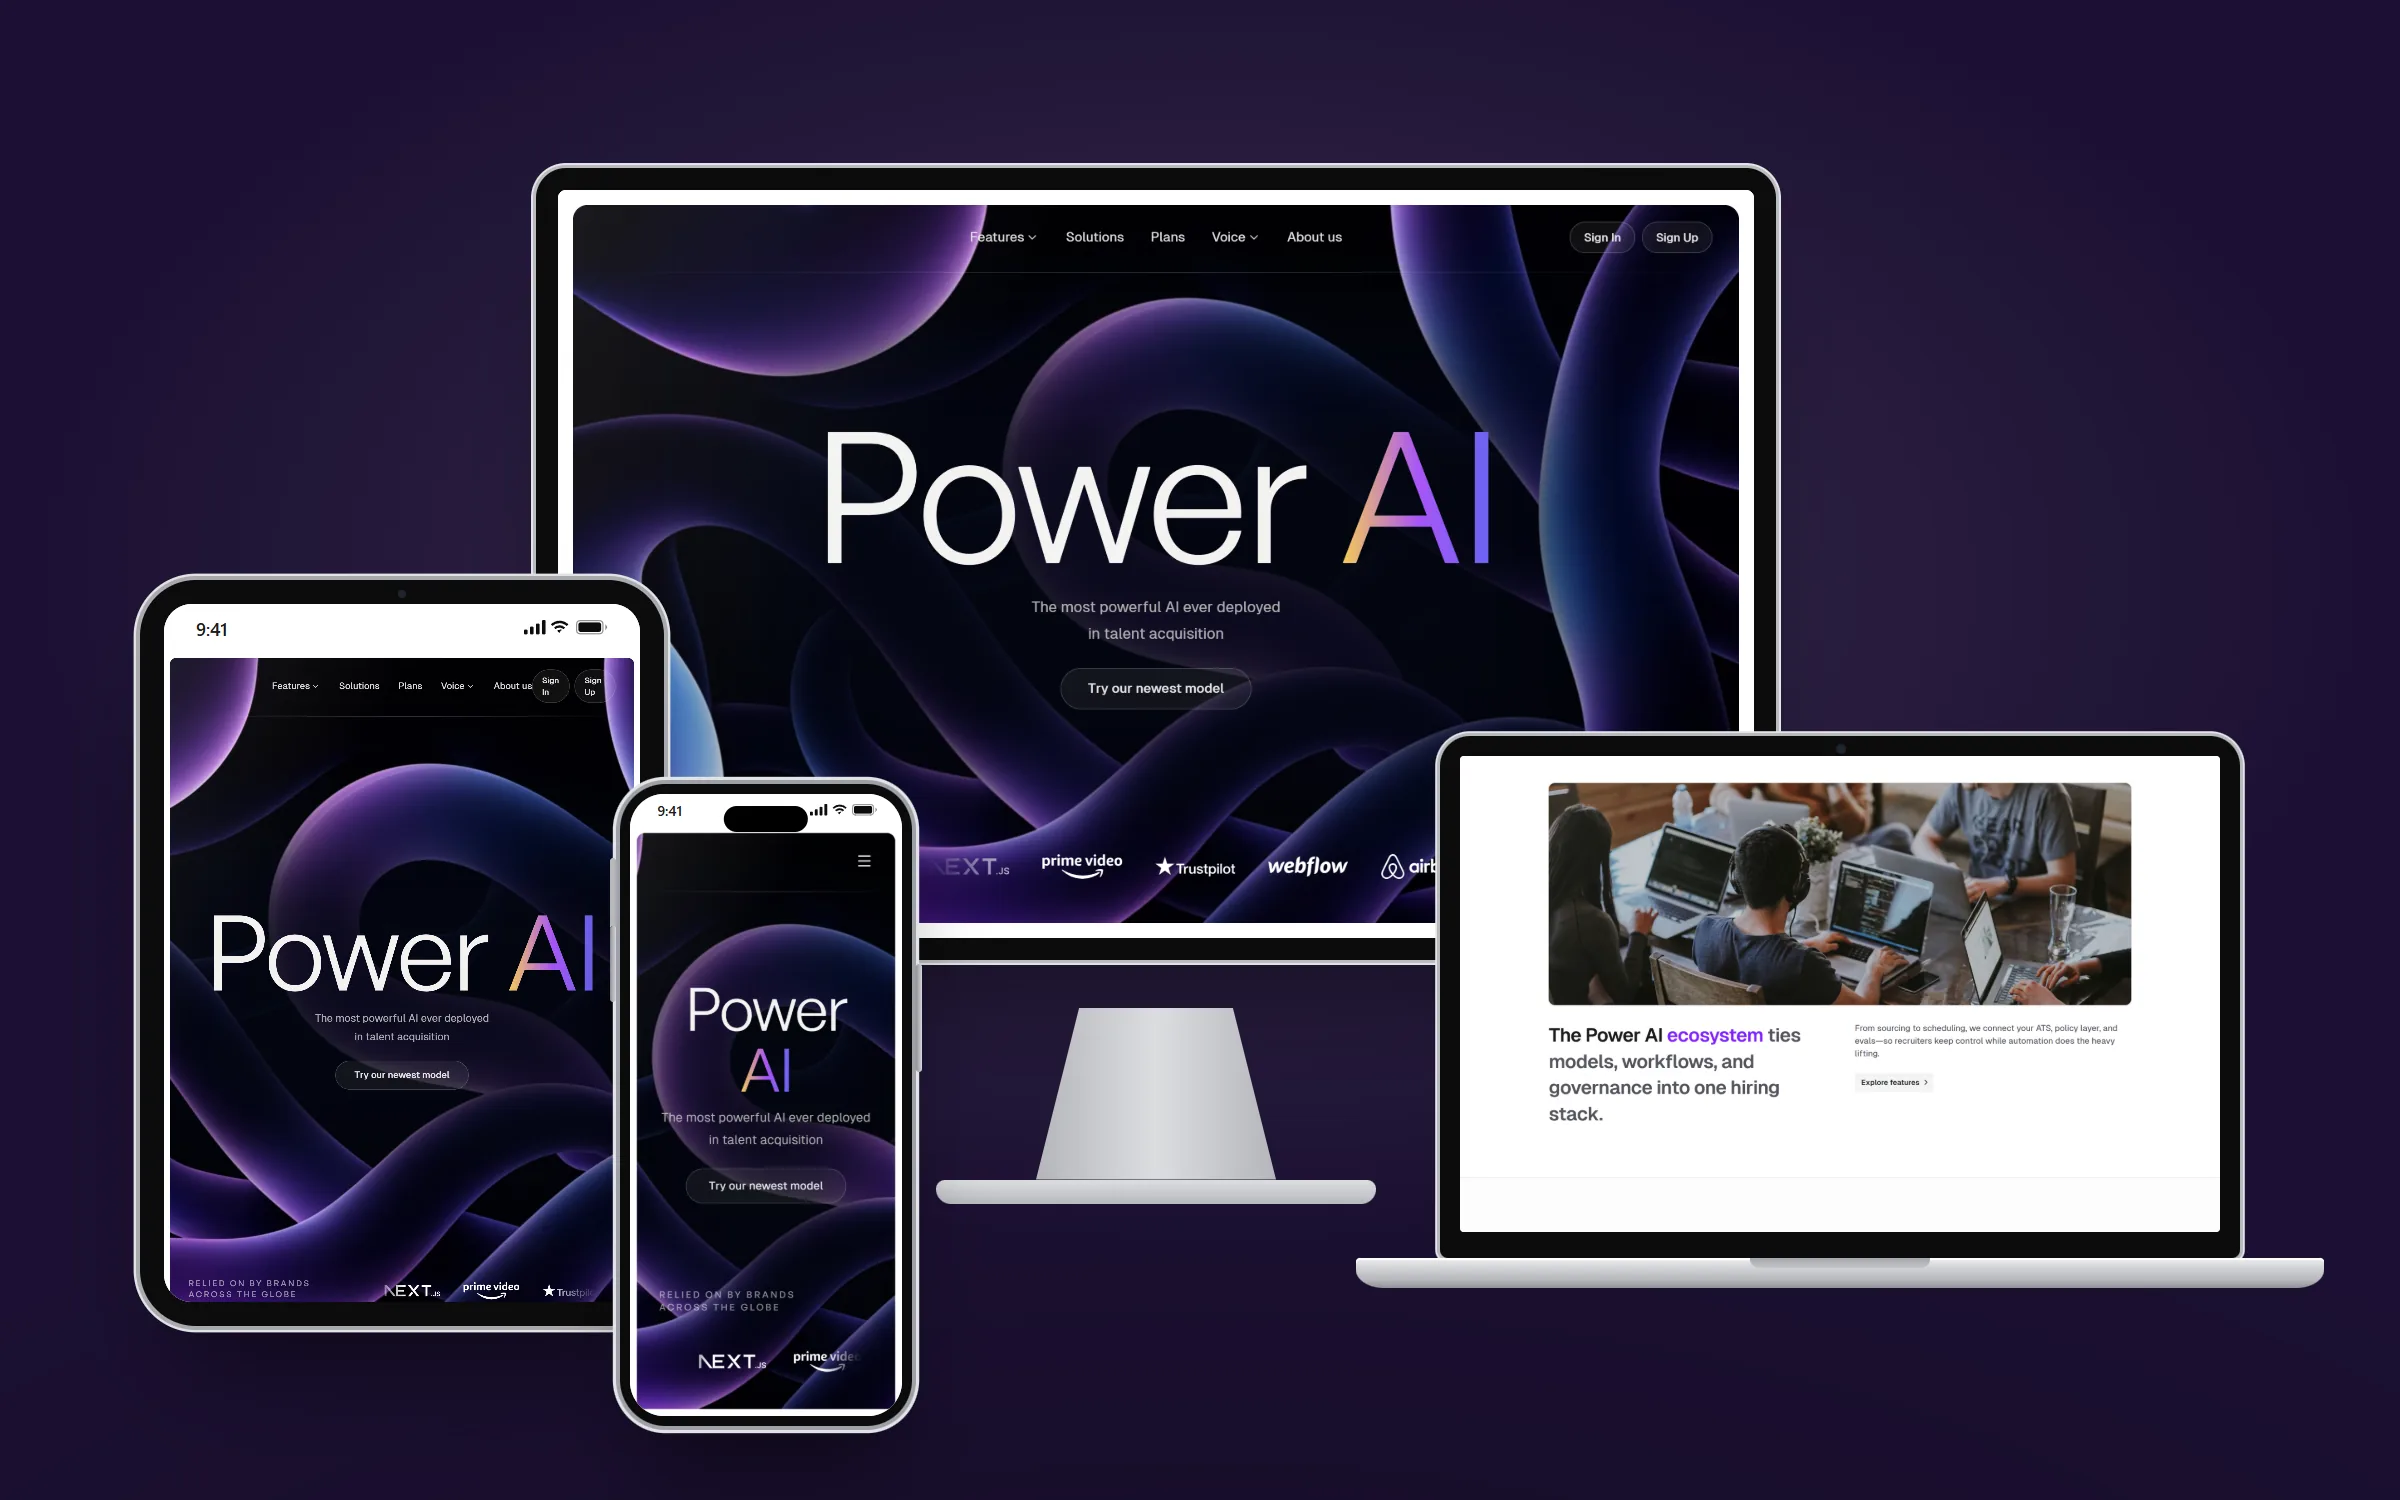 Features
Solutions
Plans
Voice
About us
Sign In
Sign Up
Power AI
The most powerful AI ever deployed
in talent acquisition
Try our newest model
NEXT.JS
prime video
Trustpilot
webflow
airb
9:41
Features
Solutions
Plans
Voice
About us
Sign
In
Sign
Up
Power AI
The most powerful AI ever deployed
in talent acquisition
Try our newest model
RELIED ON BY BRANDS
ACROSS THE GLOBE
NEXT.JS
prime video
Trustpilo
9:41
Power
AI
The most powerful AI ever deployed
in talent acquisition
Try our newest model
RELIED ON BY BRANDS
ACROSS THE GLOBE
NEXT.JS
prime video
The Power AI ecosystem ties
models, workflows, and
governance into one hiring
stack.
From sourcing to scheduling, we connect your ATS, policy layer, and
evals—so recruiters keep control while automation does the heavy
lifting.
Explore features